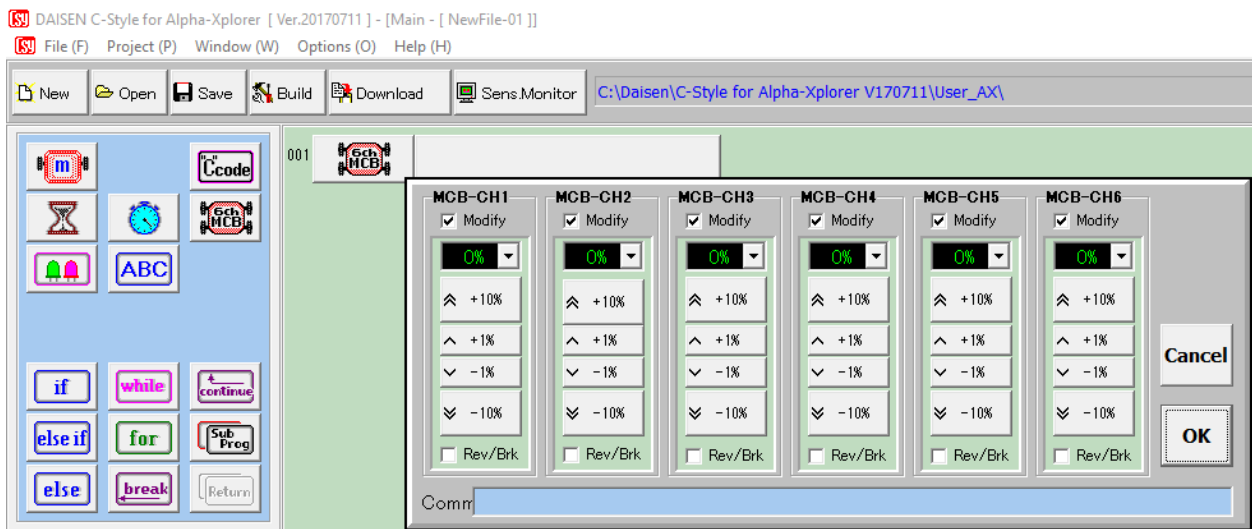 DAISEN C-Style for Alpha-Xplorer [ Ver.20170711 ] - [Main - [ NewFile-01 ]]
File (F) Project (P) Window (W) Options (O) Help (H)
New Open Save Build Download Sens.Monitor C:\Daisen\C-Style for Alpha-Xplorer V170711\User_AX\
m "C"code
6ch MCB
ABC
if while continue
else if for Sub Prog
else break Return
001 6ch MCB
MCB-CH1 MCB-CH2 MCB-CH3 MCB-CH4 MCB-CH5 MCB-CH6
Modify Modify Modify Modify Modify Modify
0% 0% 0% 0% 0% 0%
+10% +10% +10% +10% +10% +10%
+1% +1% +1% +1% +1% +1%
-1% -1% -1% -1% -1% -1%
-10% -10% -10% -10% -10% -10%
Rev/Brk Rev/Brk Rev/Brk Rev/Brk Rev/Brk Rev/Brk
Cancel
OK
Comm